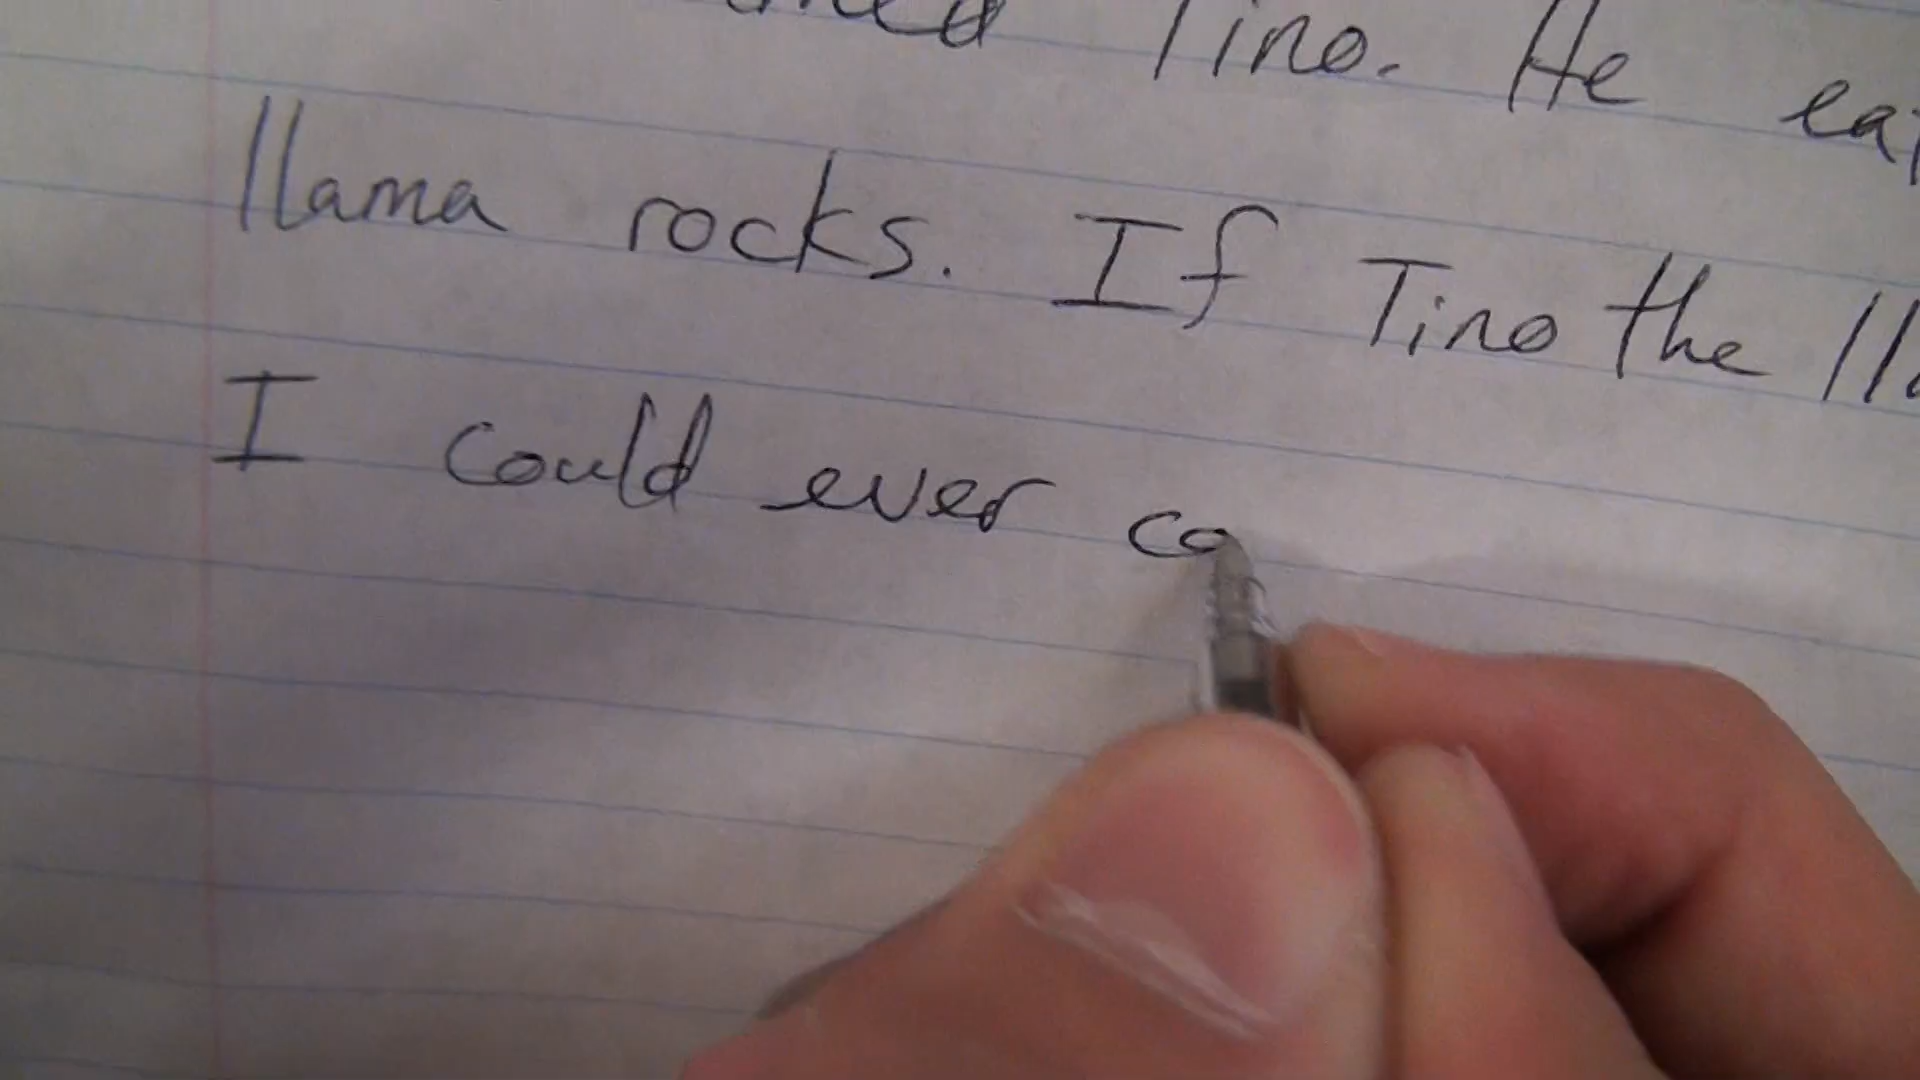 Tino. He
llama rocks. If Tino the
I could ever